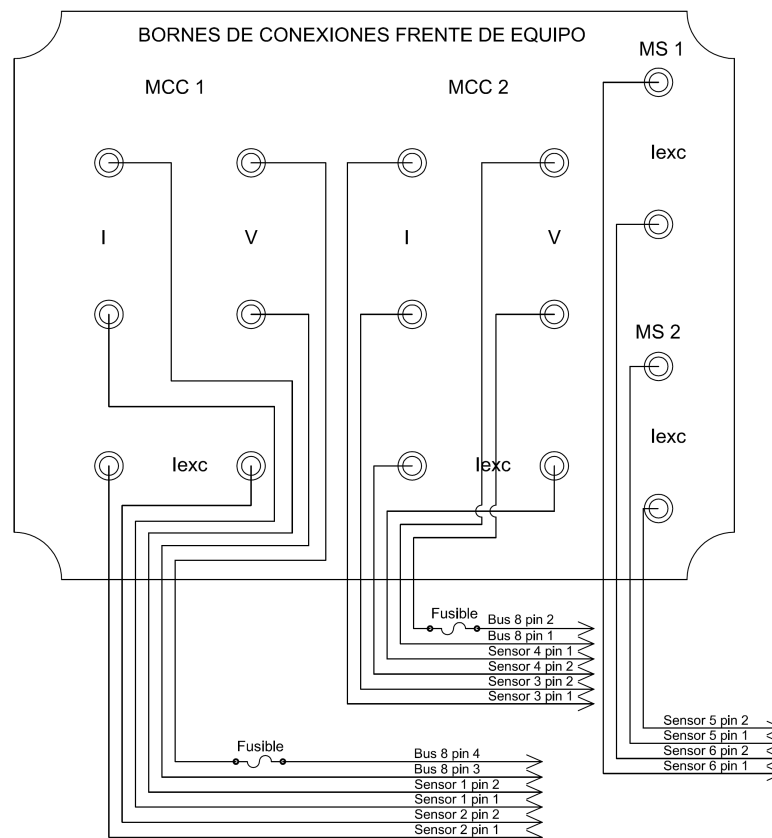 BORNES DE CONEXIONES FRENTE DE EQUIPO
MCC 1
MCC 2
MS 1
Iexc
I
V
I
V
MS 2
Iexc
Iexc
Iexc
Fusible
Bus 8 pin 2
Bus 8 pin 1
Sensor 4 pin 1
Sensor 4 pin 2
Sensor 3 pin 2
Sensor 3 pin 1
Sensor 5 pin 2
Sensor 5 pin 1
Sensor 6 pin 2
Sensor 6 pin 1
Fusible
Bus 8 pin 4
Bus 8 pin 3
Sensor 1 pin 2
Sensor 1 pin 1
Sensor 2 pin 2
Sensor 2 pin 1